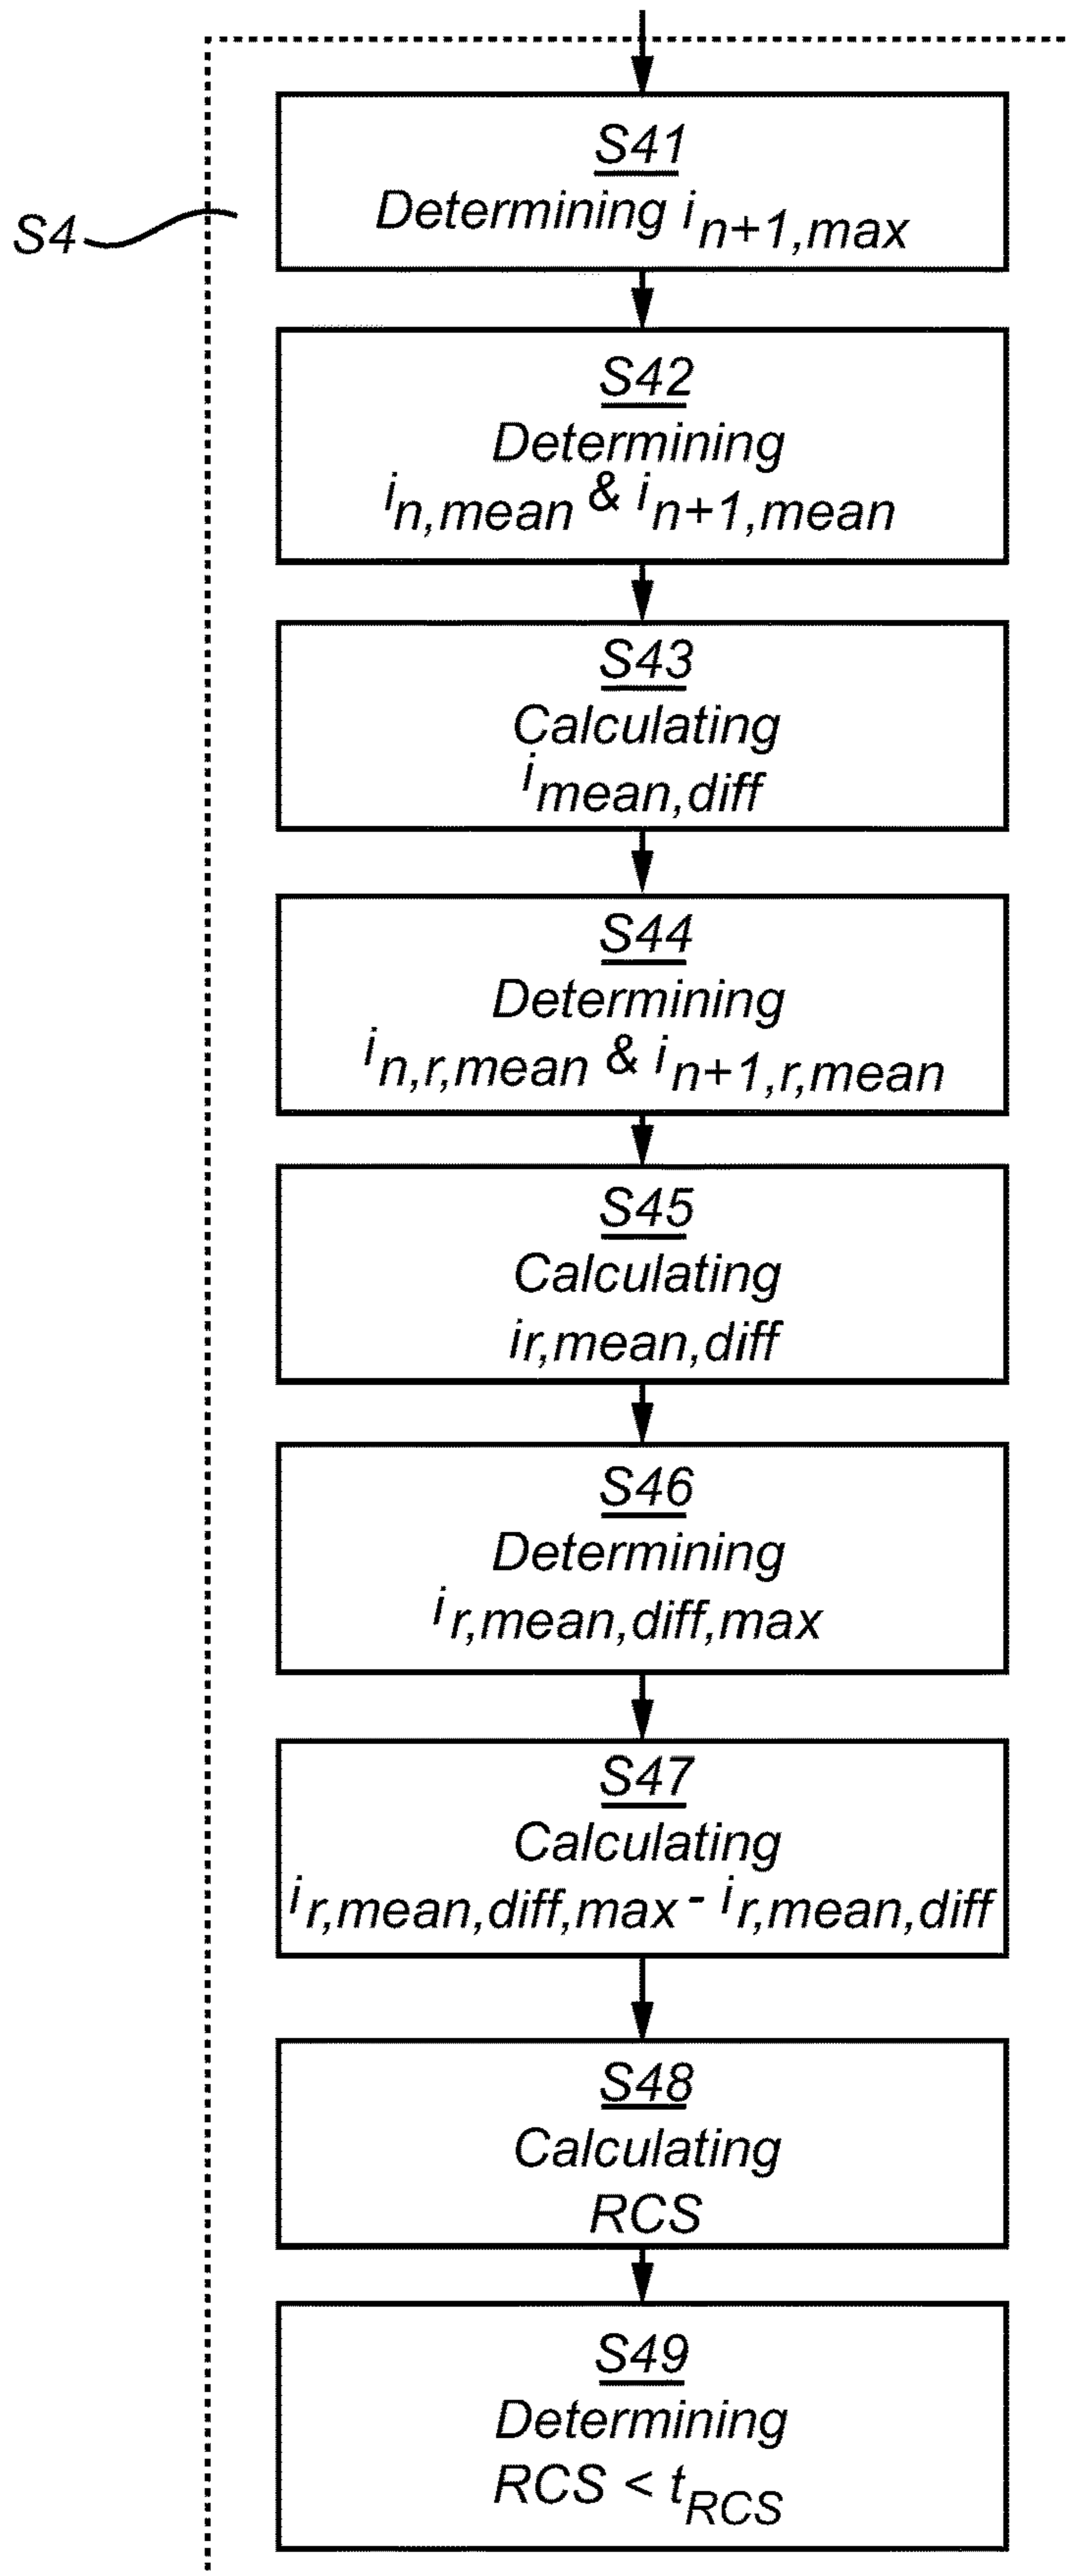 S41
Determining i n+1,max
S4
S42
Determining
i n,mean & i n+1,mean
S43
Calculating
i mean,diff
S44
Determining
i n,r,mean & i n+1,r,mean
S45
Calculating
ir,mean,diff
S46
Determining
i r,mean,diff,max
S47
Calculating
i r,mean,diff,max - i r,mean,diff
S48
Calculating
RCS
S49
Determining
RCS < tRCS